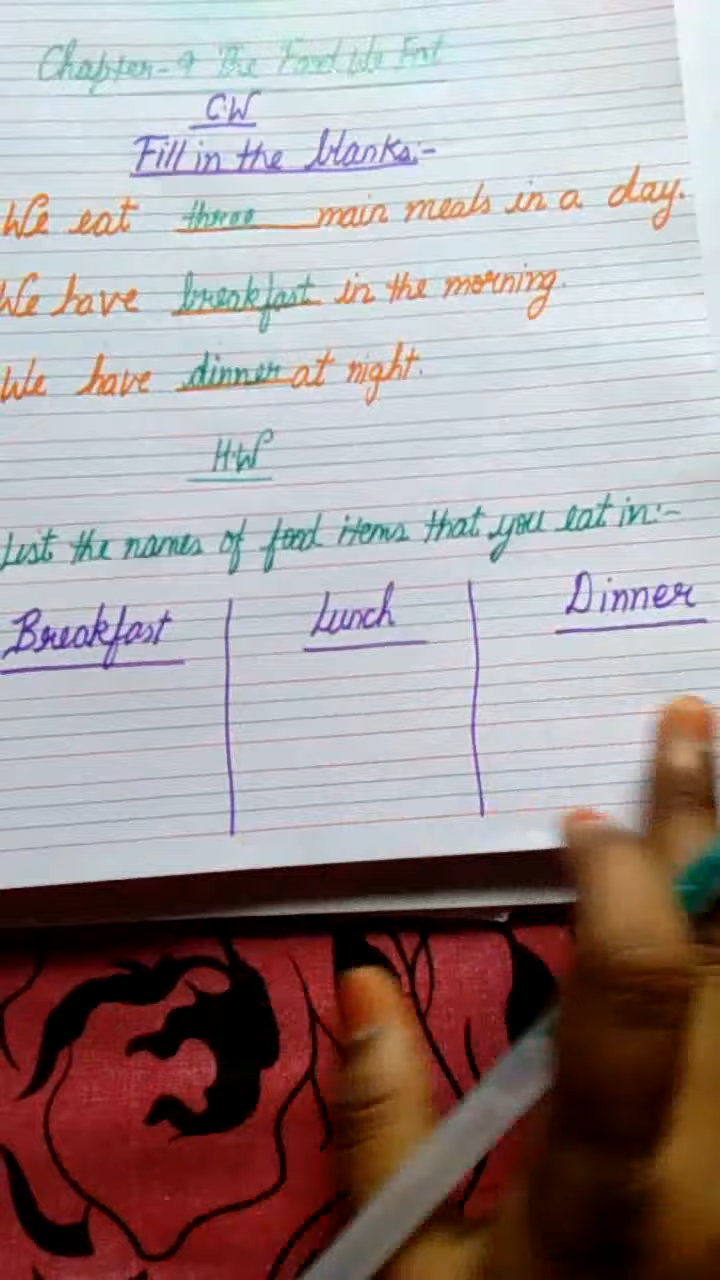 Chapter-9 The Food We Eat
C.W
Fill in the blanks:-
We eat three main meals in a day.
We have breakfast in the morning.
We have dinner at night.
H.W
List the names of food items that you eat in:-
Breakfast Lunch Dinner